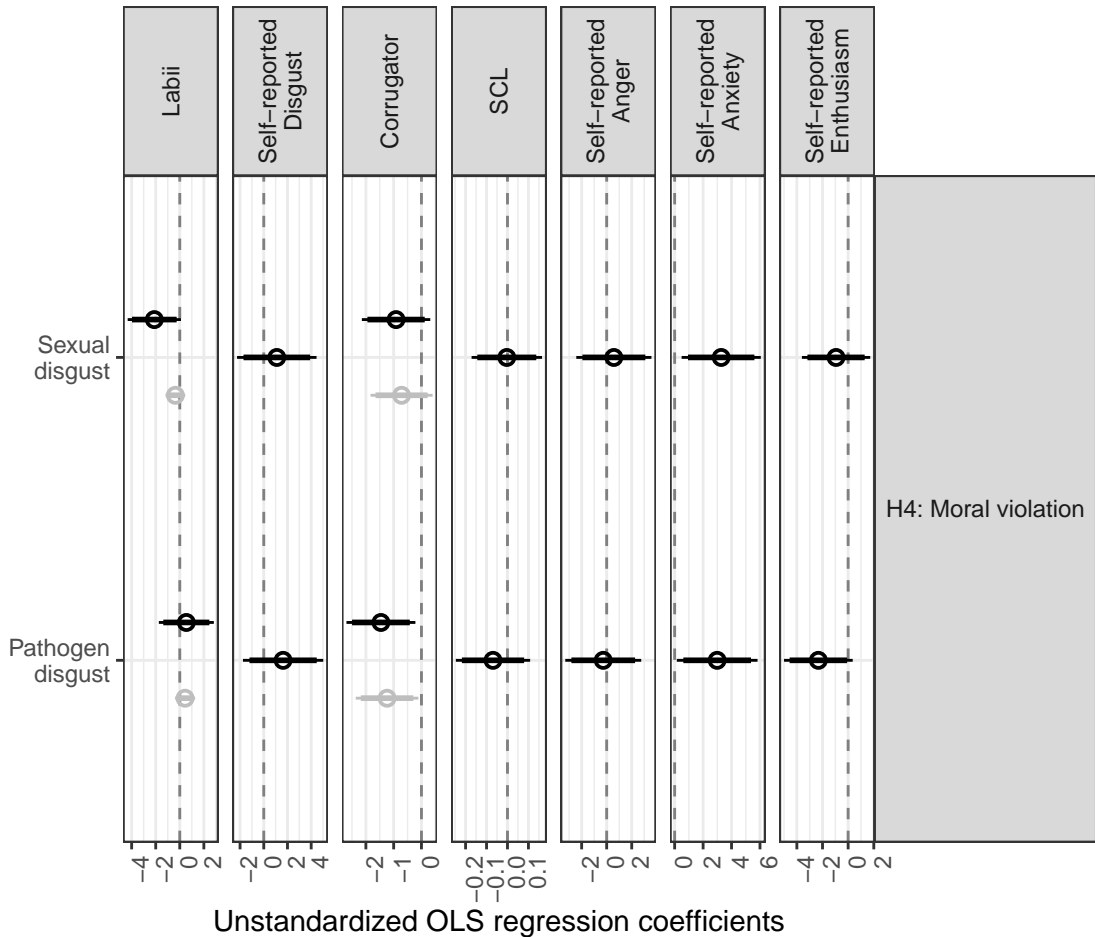 Labii
Self−reported
Disgust
Corrugator
SCL
Self−reported
Anger
Self−reported
Anxiety
Self−reported
Enthusiasm
Sexual
disgust
Pathogen
disgust
H4: Moral violation
−4 −2 0 2
−2 0 2 4
−2 −1 0
−0.2 −0.1 0.0 0.1
−2 0 2
0 2 4 6
−4 −2 0 2
Unstandardized OLS regression coefficients